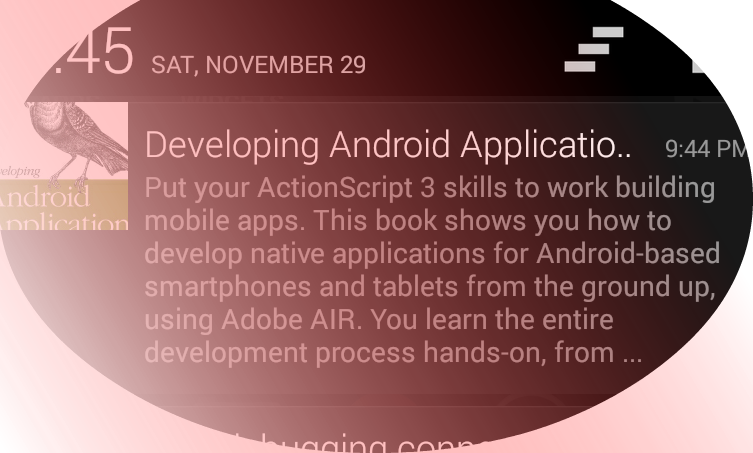 :45 SAT, NOVEMBER 29
Developing Android Applicatio.. 9:44 PM
Put your ActionScript 3 skills to work building
mobile apps. This book shows you how to
develop native applications for Android-based
smartphones and tablets from the ground up,
using Adobe AIR. You learn the entire
development process hands-on, from ...